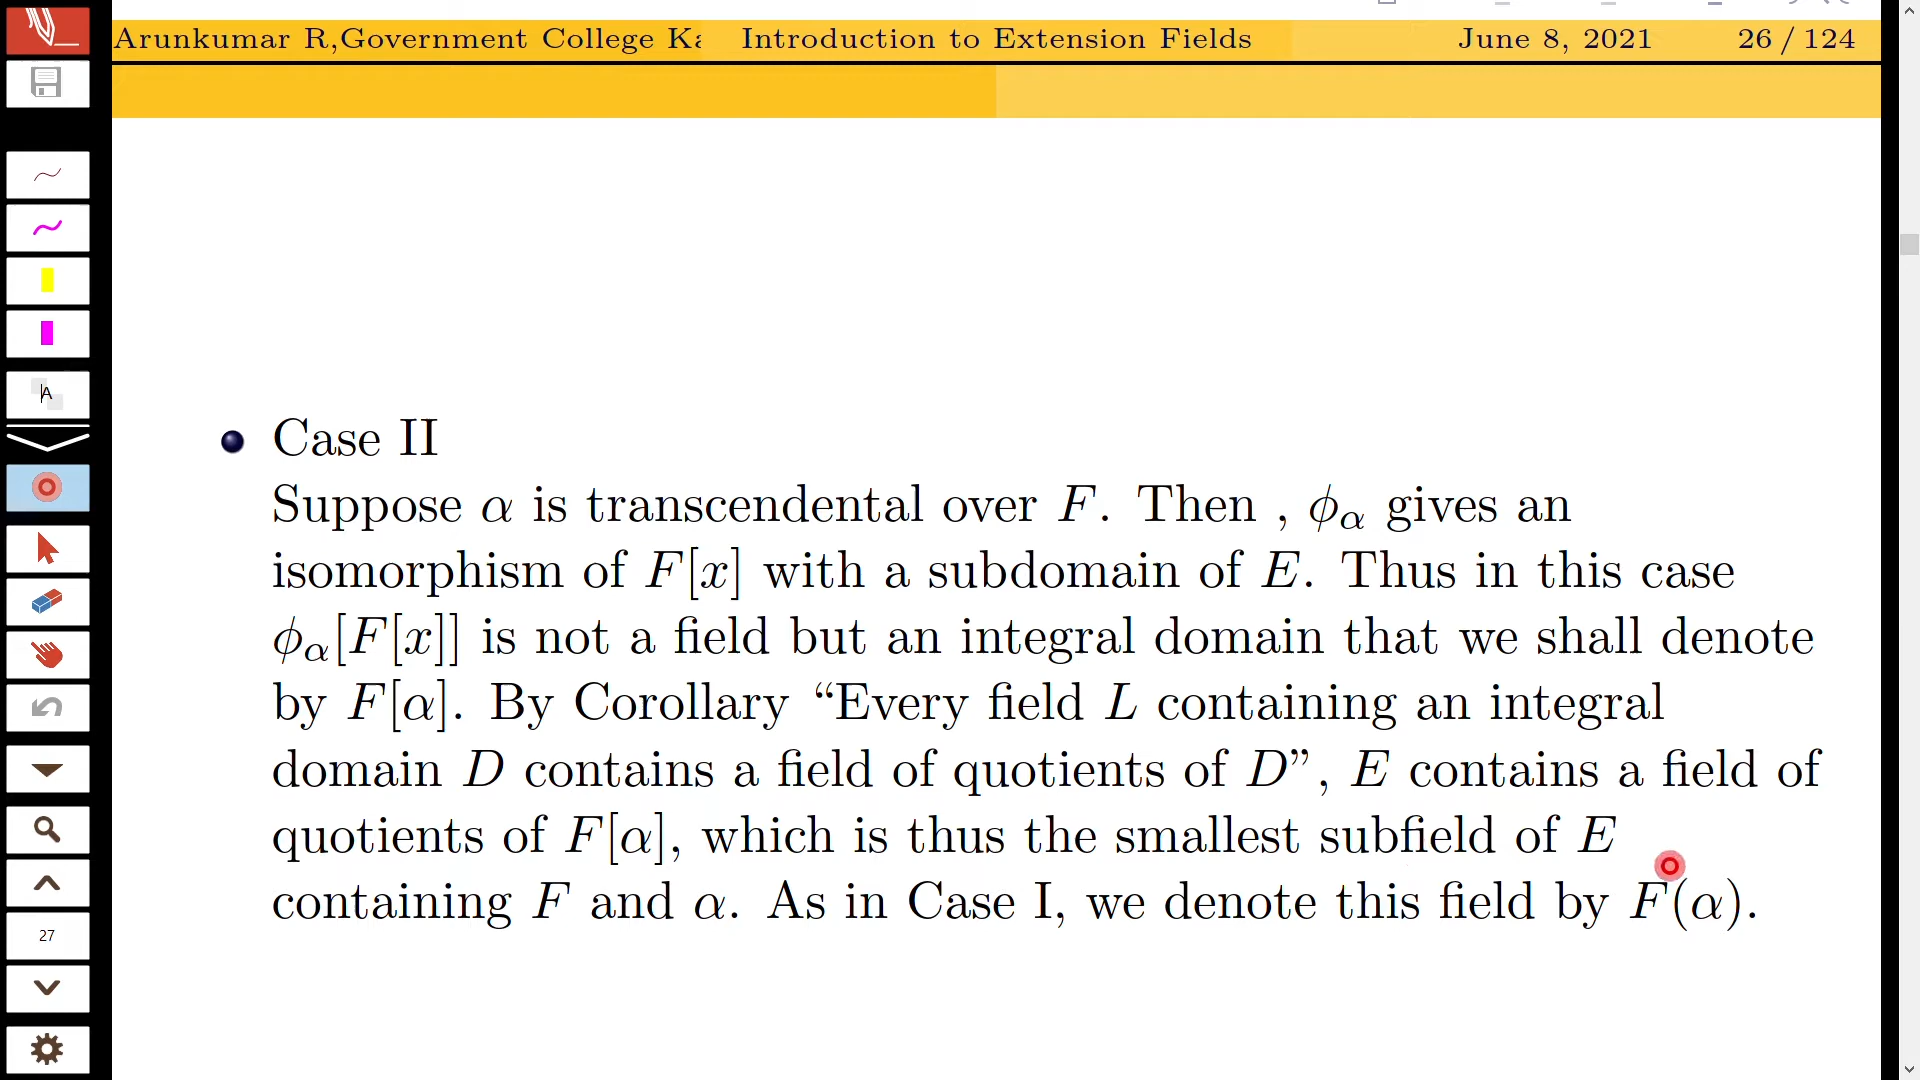 Arunkumar R,Government College Ka Introduction to Extension Fields June 8, 2021 26 / 124
A
Case II
Suppose α is transcendental over F. Then , ϕ_α gives an
isomorphism of F[x] with a subdomain of E. Thus in this case
ϕ_α[F[x]] is not a field but an integral domain that we shall denote
by F[α]. By Corollary “Every field L containing an integral
domain D contains a field of quotients of D”, E contains a field of
quotients of F[α], which is thus the smallest subfield of E
containing F and α. As in Case I, we denote this field by F(α).
27